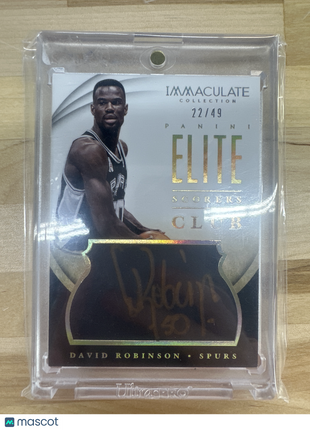 IMMACULATE
COLLECTION
22/49
PANINI
ELITE
SCORERS
CLUB
DAVID ROBINSON • SPURS
mascot